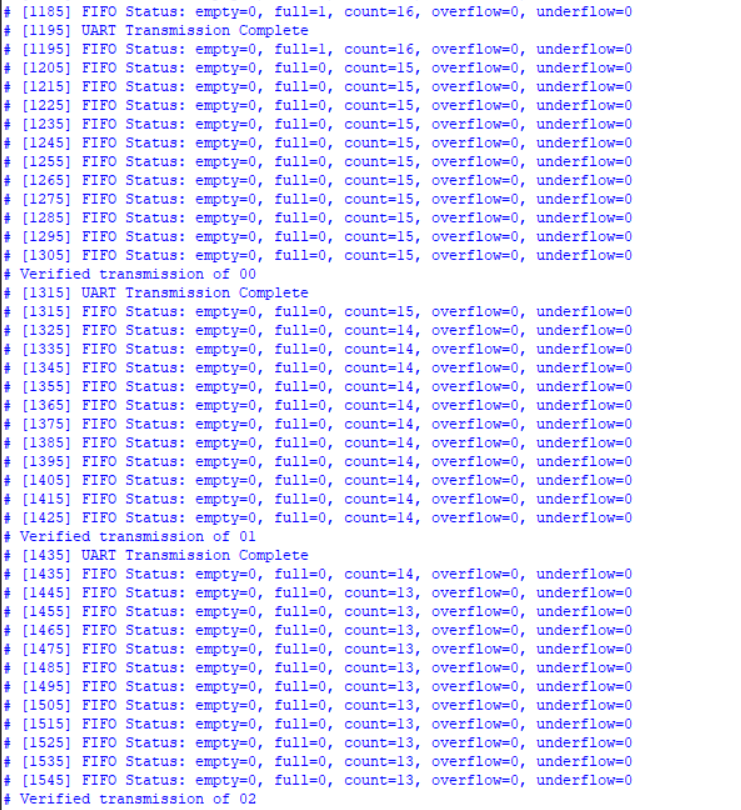 # [1185] FIFO Status: empty=0, full=1, count=16, overflow=0, underflow=0
# [1195] UART Transmission Complete
# [1195] FIFO Status: empty=0, full=1, count=16, overflow=0, underflow=0
# [1205] FIFO Status: empty=0, full=0, count=15, overflow=0, underflow=0
# [1215] FIFO Status: empty=0, full=0, count=15, overflow=0, underflow=0
# [1225] FIFO Status: empty=0, full=0, count=15, overflow=0, underflow=0
# [1235] FIFO Status: empty=0, full=0, count=15, overflow=0, underflow=0
# [1245] FIFO Status: empty=0, full=0, count=15, overflow=0, underflow=0
# [1255] FIFO Status: empty=0, full=0, count=15, overflow=0, underflow=0
# [1265] FIFO Status: empty=0, full=0, count=15, overflow=0, underflow=0
# [1275] FIFO Status: empty=0, full=0, count=15, overflow=0, underflow=0
# [1285] FIFO Status: empty=0, full=0, count=15, overflow=0, underflow=0
# [1295] FIFO Status: empty=0, full=0, count=15, overflow=0, underflow=0
# [1305] FIFO Status: empty=0, full=0, count=15, overflow=0, underflow=0
# Verified transmission of 00
# [1315] UART Transmission Complete
# [1315] FIFO Status: empty=0, full=0, count=15, overflow=0, underflow=0
# [1325] FIFO Status: empty=0, full=0, count=14, overflow=0, underflow=0
# [1335] FIFO Status: empty=0, full=0, count=14, overflow=0, underflow=0
# [1345] FIFO Status: empty=0, full=0, count=14, overflow=0, underflow=0
# [1355] FIFO Status: empty=0, full=0, count=14, overflow=0, underflow=0
# [1365] FIFO Status: empty=0, full=0, count=14, overflow=0, underflow=0
# [1375] FIFO Status: empty=0, full=0, count=14, overflow=0, underflow=0
# [1385] FIFO Status: empty=0, full=0, count=14, overflow=0, underflow=0
# [1395] FIFO Status: empty=0, full=0, count=14, overflow=0, underflow=0
# [1405] FIFO Status: empty=0, full=0, count=14, overflow=0, underflow=0
# [1415] FIFO Status: empty=0, full=0, count=14, overflow=0, underflow=0
# [1425] FIFO Status: empty=0, full=0, count=14, overflow=0, underflow=0
# Verified transmission of 01
# [1435] UART Transmission Complete
# [1435] FIFO Status: empty=0, full=0, count=14, overflow=0, underflow=0
# [1445] FIFO Status: empty=0, full=0, count=13, overflow=0, underflow=0
# [1455] FIFO Status: empty=0, full=0, count=13, overflow=0, underflow=0
# [1465] FIFO Status: empty=0, full=0, count=13, overflow=0, underflow=0
# [1475] FIFO Status: empty=0, full=0, count=13, overflow=0, underflow=0
# [1485] FIFO Status: empty=0, full=0, count=13, overflow=0, underflow=0
# [1495] FIFO Status: empty=0, full=0, count=13, overflow=0, underflow=0
# [1505] FIFO Status: empty=0, full=0, count=13, overflow=0, underflow=0
# [1515] FIFO Status: empty=0, full=0, count=13, overflow=0, underflow=0
# [1525] FIFO Status: empty=0, full=0, count=13, overflow=0, underflow=0
# [1535] FIFO Status: empty=0, full=0, count=13, overflow=0, underflow=0
# [1545] FIFO Status: empty=0, full=0, count=13, overflow=0, underflow=0
# Verified transmission of 02